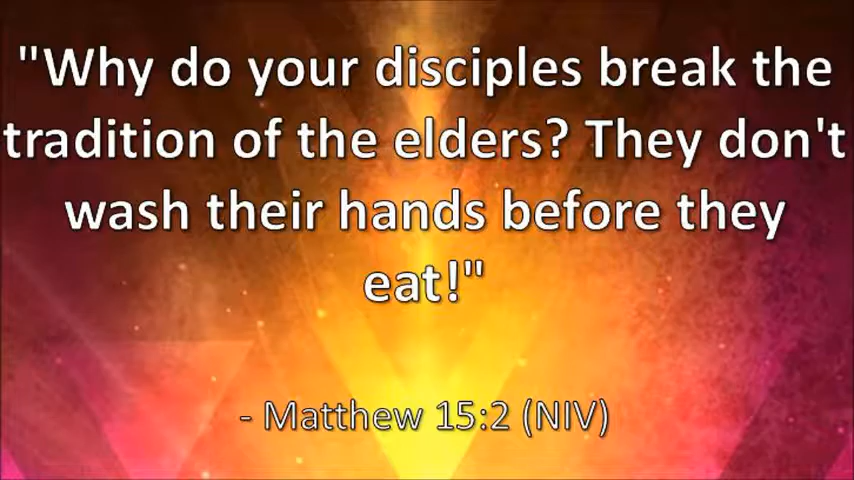 "Why do your disciples break the
tradition of the elders? They don't
wash their hands before they
eat!"
- Matthew 15:2 (NIV)